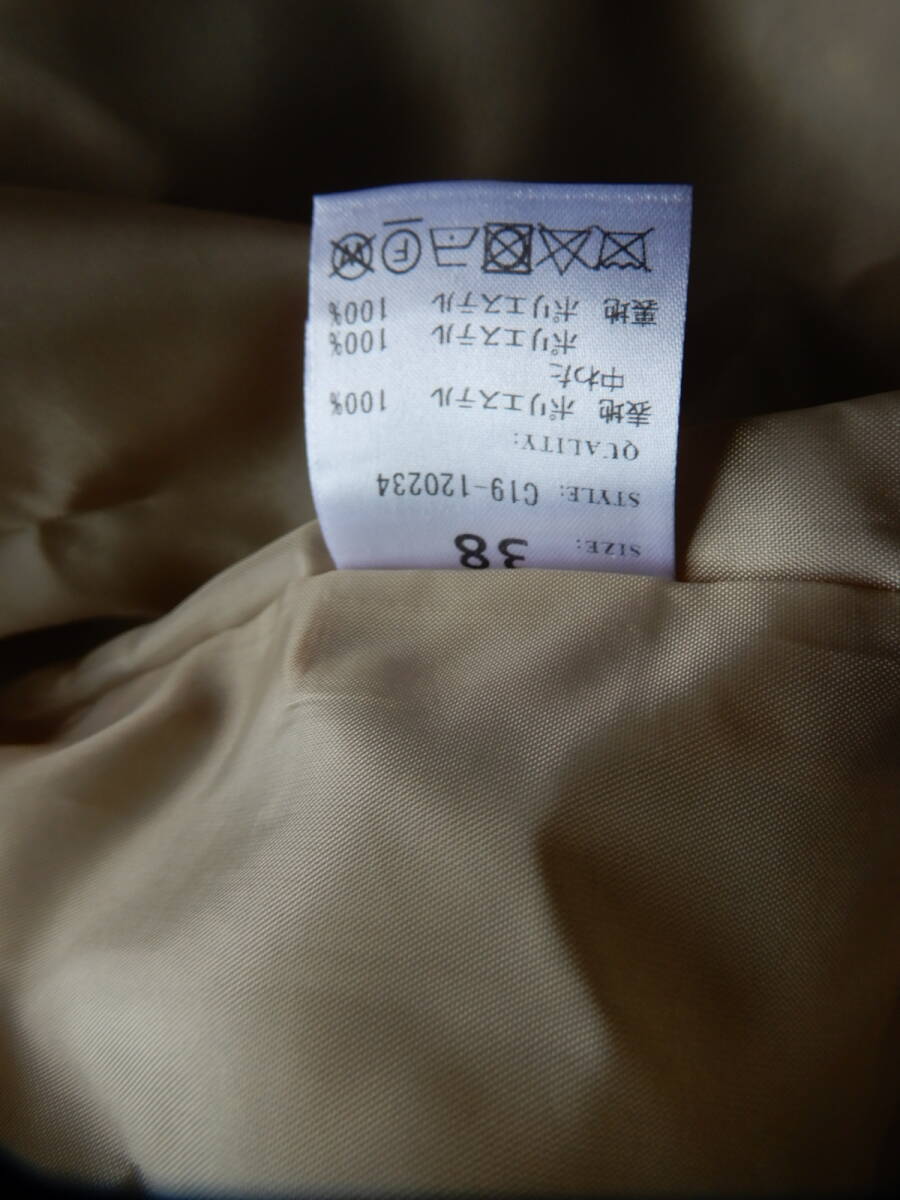 SIZE: 38
STYLE: C19-120234
QUALITY:
表地 ポリエステル 100%
中わた
ポリエステル 100%
裏地 ポリエステル 100%